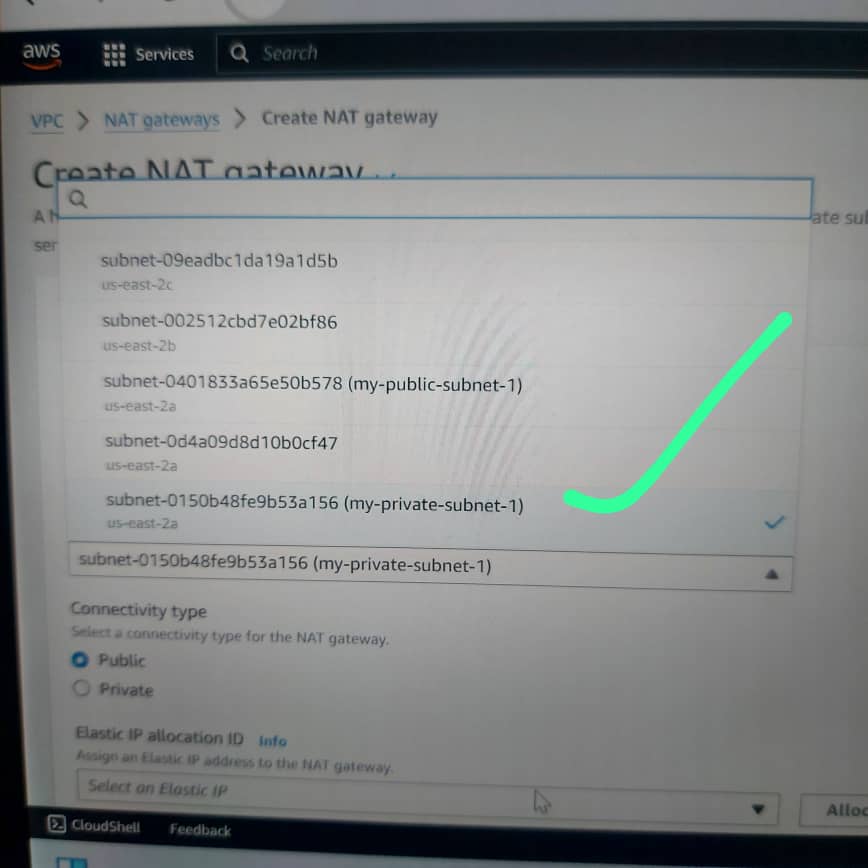 aws Services Search
VPC > NAT gateways > Create NAT gateway
Create NAT gateway
ate sub
ser
subnet-09eadbc1da19a1d5b
us-east-2c
subnet-002512cbd7e02bf86
us-east-2b
subnet-0401833a65e50b578 (my-public-subnet-1)
us-east-2a
subnet-0d4a09d8d10b0cf47
us-east-2a
subnet-0150b48fe9b53a156 (my-private-subnet-1)
us-east-2a
subnet-0150b48fe9b53a156 (my-private-subnet-1)
Connectivity type
Select a connectivity type for the NAT gateway.
Public
Private
Elastic IP allocation ID Info
Assign an Elastic IP address to the NAT gateway.
Select an Elastic IP
Alloc
CloudShell Feedback